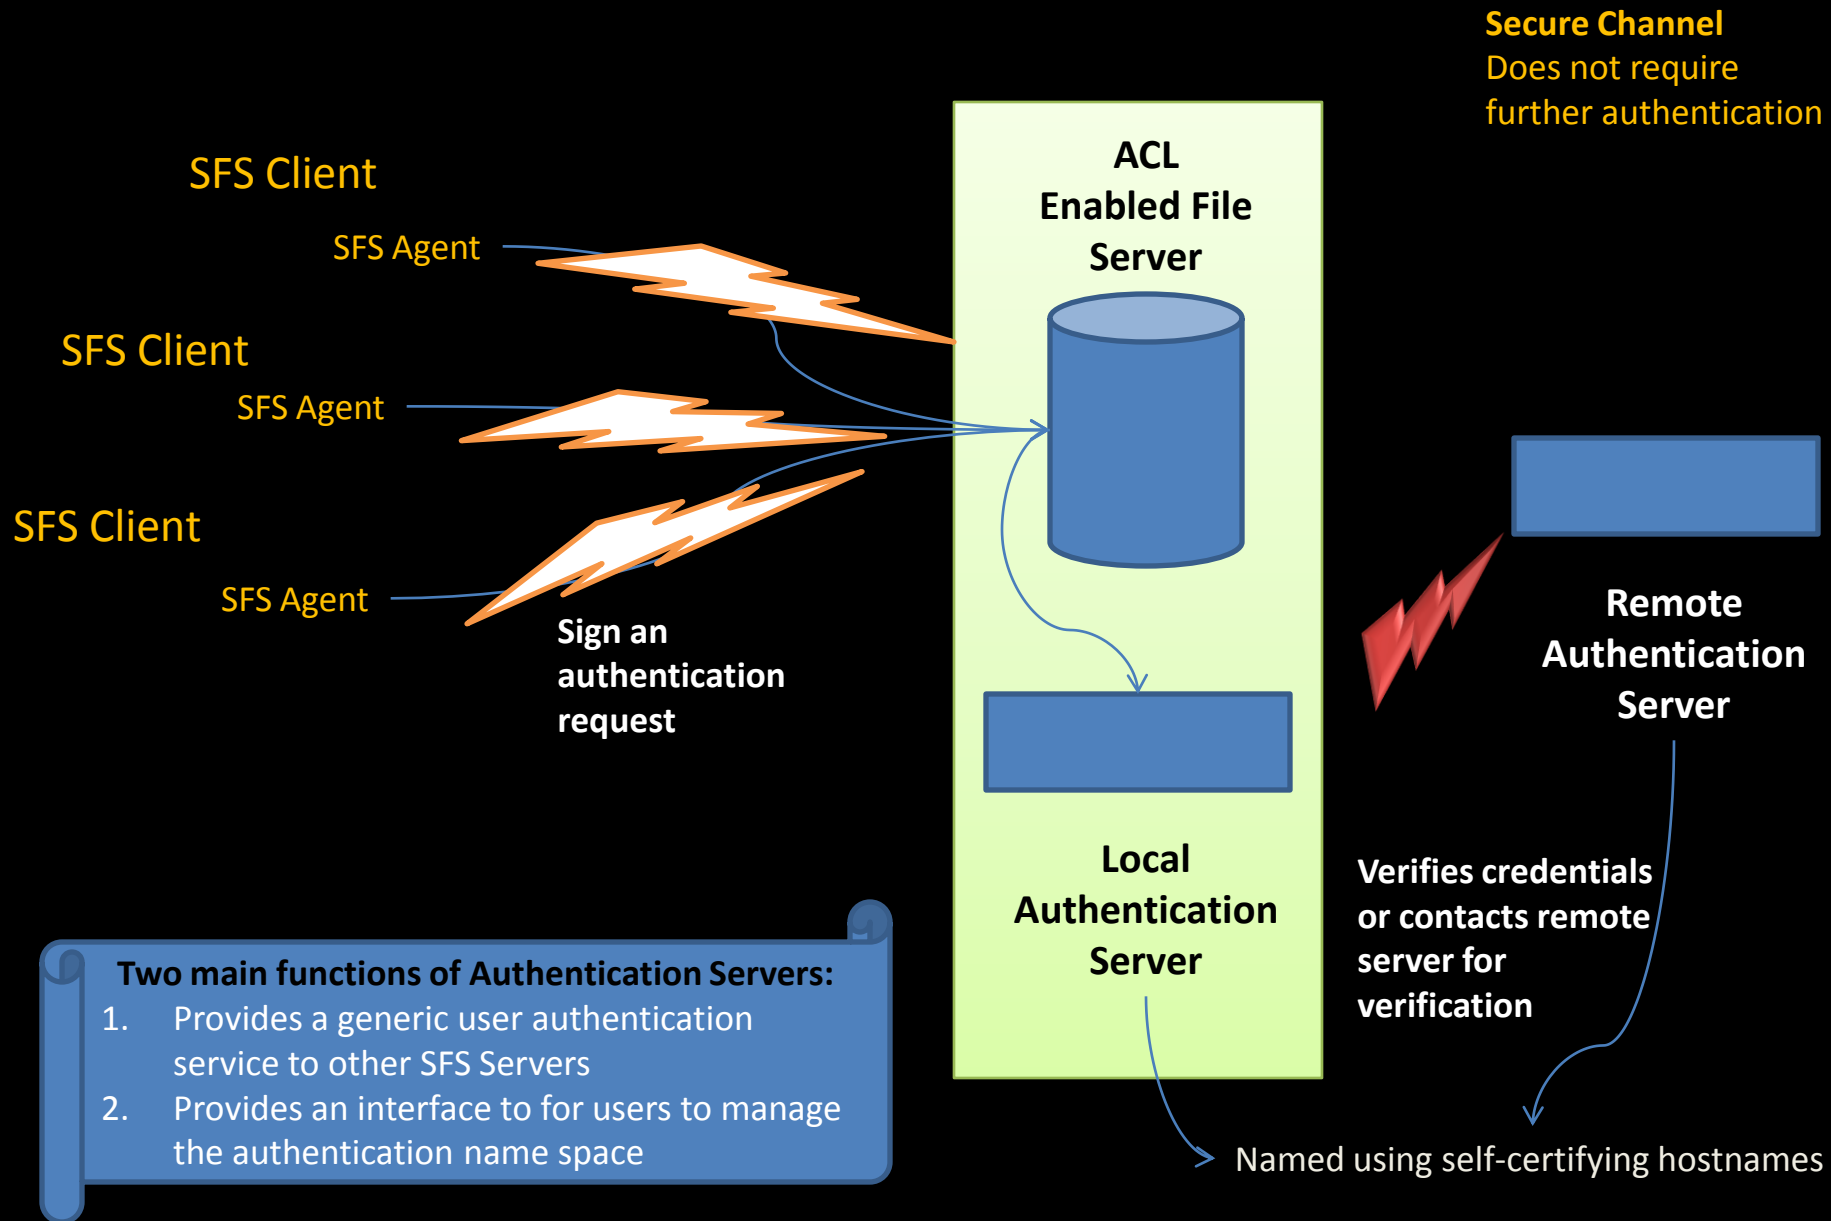 Secure Channel
Does not require
further authentication
SFS Client
SFS Agent
SFS Client
SFS Agent
SFS Client
SFS Agent
Sign an
authentication
request
ACL
Enabled File
Server
Local
Authentication
Server
Remote
Authentication
Server
Verifies credentials
or contacts remote
server for
verification
Named using self-certifying hostnames
Two main functions of Authentication Servers:
1. Provides a generic user authentication
service to other SFS Servers
2. Provides an interface to for users to manage
the authentication name space